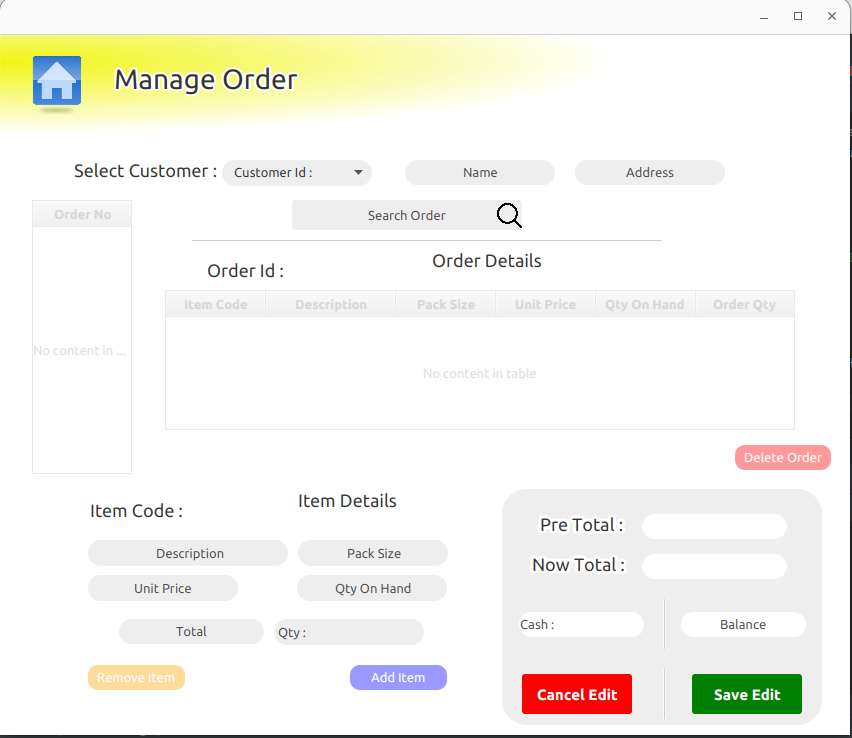 Manage Order
Select Customer : Customer Id : Name Address
Order No
Search Order
Order Details
Order Id :
Item Code Description Pack Size Unit Price Qty On Hand Order Qty
No content in ...
No content in table
Delete Order
Item Details
Item Code :
Description Pack Size
Unit Price Qty On Hand
Total Qty :
Remove Item Add Item
Pre Total :
Now Total :
Cash : Balance
Cancel Edit Save Edit